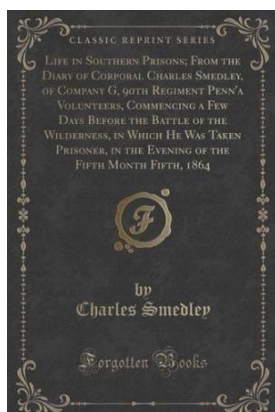 CLASSIC REPRINT SERIES
LIFE IN SOUTHERN PRISONS; FROM THE
DIARY OF CORPORAL CHARLES SMEDLEY,
OF COMPANY G, 90TH REGIMENT PENN'A
VOLUNTEERS, COMMENCING A FEW
DAYS BEFORE THE BATTLE OF THE
WILDERNESS, IN WHICH HE WAS TAKEN
PRISONER, IN THE EVENING OF THE
FIFTH MONTH FIFTH, 1864
F
by
Charles Smedley
Forgotten Books